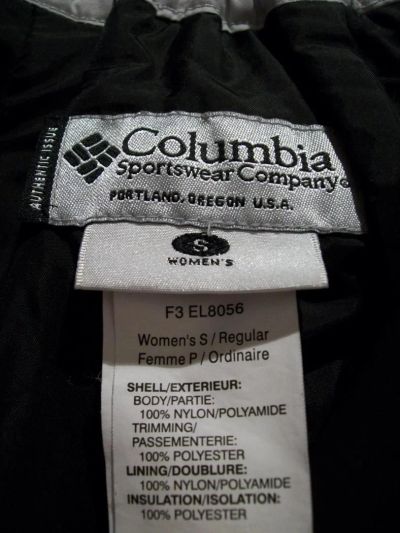 AUTHENTIC ISSUE
Columbia
Sportswear Company
PORTLAND, OREGON U.S.A.
S
WOMEN'S
F3 EL8056
Women's S / Regular
Femme P / Ordinaire
SHELL/EXTERIEUR:
BODY/PARTIE:
100% NYLON/POLYAMIDE
TRIMMING/
PASSEMENTERIE:
100% POLYESTER
LINING/DOUBLURE:
100% NYLON/POLYAMIDE
INSULATION/ISOLATION:
100% POLYESTER